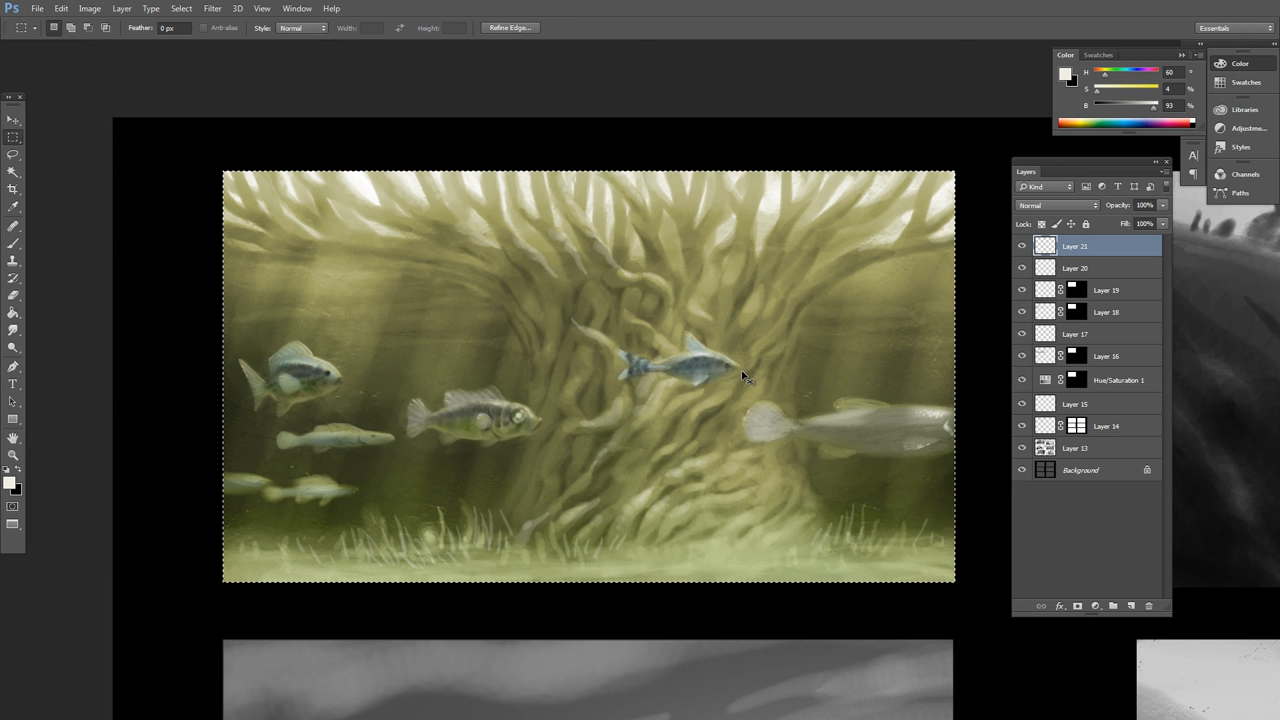 Ps File Edit Image Layer Type Select Filter 3D View Window Help
Feather: 0 px Anti-alias Style: Normal Width: Height: Refine Edge... Essentials
Color Swatches
H 60 °
S 4 %
B 93 %
Color
Swatches
Libraries
Adjustme...
Styles
Channels
Paths
A
Layers
Kind T
Normal Opacity: 100%
Lock: Fill: 100%
Layer 21
Layer 20
Layer 19
Layer 18
Layer 17
Layer 16
Hue/Saturation 1
Layer 15
Layer 14
Layer 13
Background
fx
T